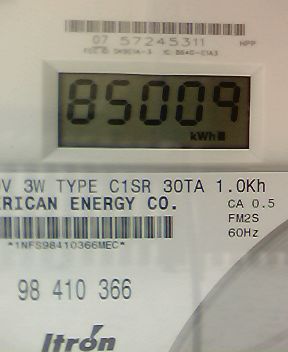 07 57245311 HPP
85009
kWh
V 3W TYPE C1SR 30TA 1.0Kh
RICAN ENERGY CO. CA 0.5
FM2S
*1NFS98410366MEC* 60Hz
98 410 366
Itron